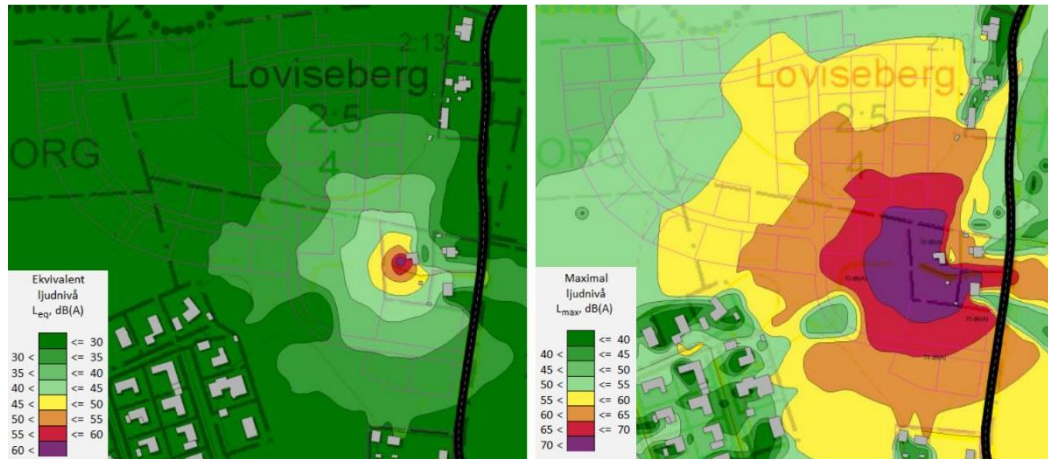 2:13
Loviseberg
2:5
4
ORG
Ekvivalent
ljudnivå
Leq, dB(A)
<= 30
30 < <= 35
35 < <= 40
40 < <= 45
45 < <= 50
50 < <= 55
55 < <= 60
60 <
2:13
Loviseberg
2:5
4
ORG
Maximal
ljudnivå
Lmax, dB(A)
<= 40
40 < <= 45
45 < <= 50
50 < <= 55
55 < <= 60
60 < <= 65
65 < <= 70
70 <